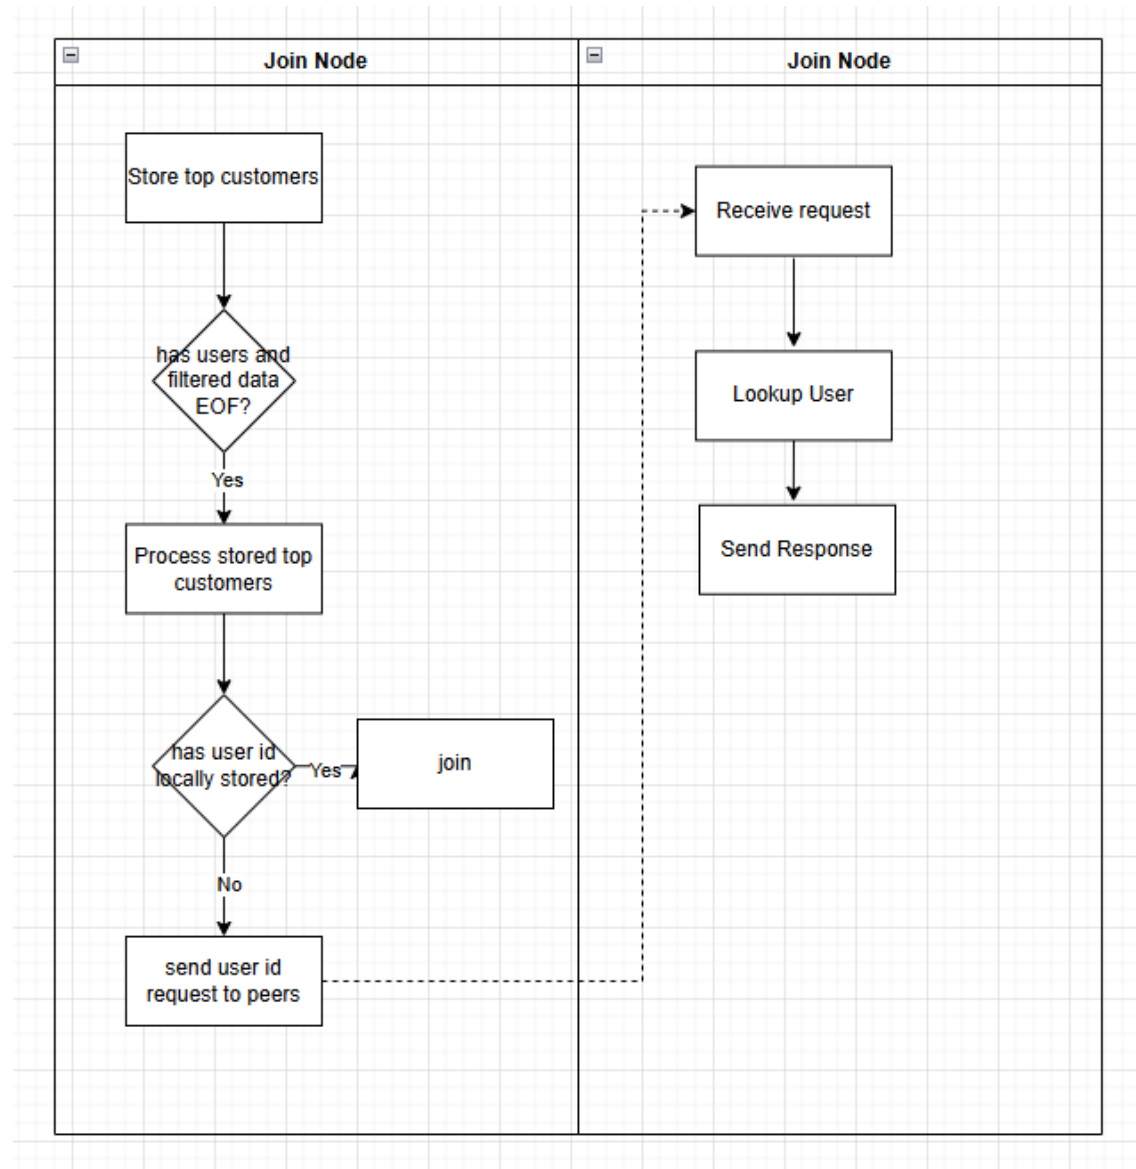 Join Node
Join Node
Store top customers
has users and
filtered data
EOF?
Yes
Process stored top
customers
has user id
locally stored?
Yes
join
No
send user id
request to peers
Receive request
Lookup User
Send Response